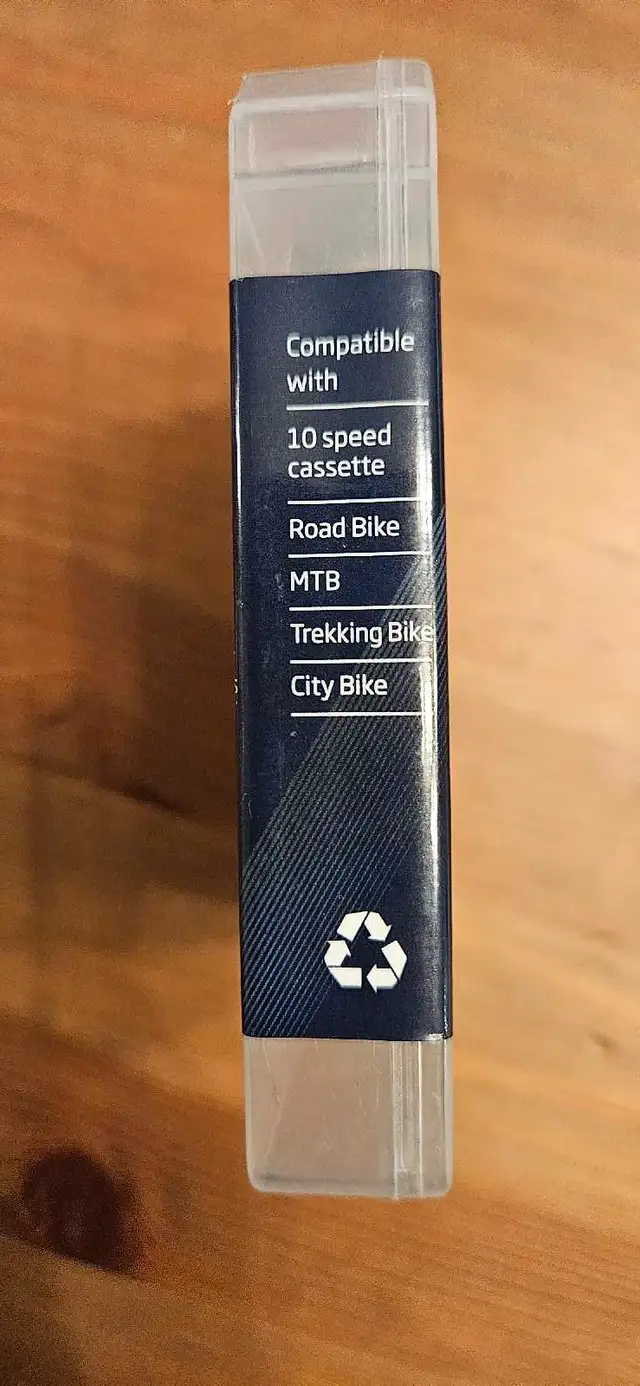 Compatible
with
10 speed
cassette
Road Bike
MTB
Trekking Bike
City Bike